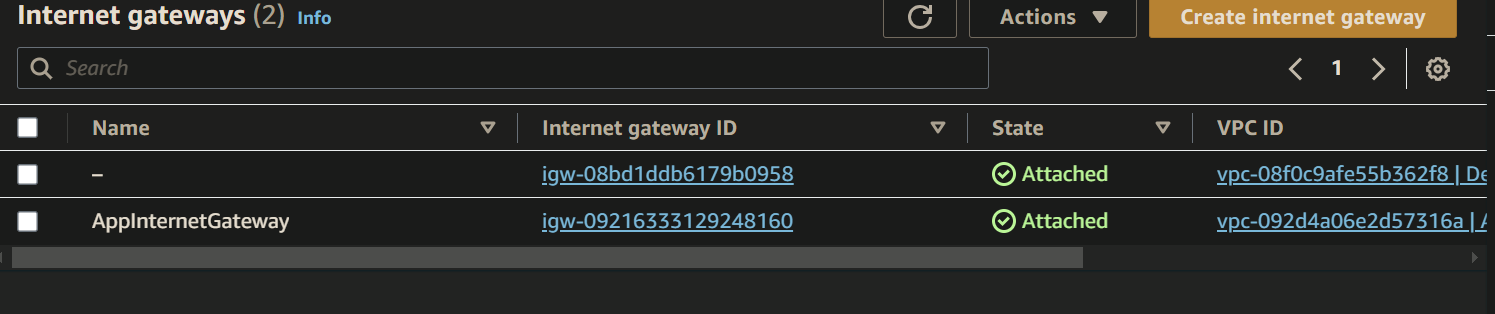 Internet gateways (2) Info
Actions
Create internet gateway
Search
1
Name Internet gateway ID State VPC ID
– igw-08bd1ddb6179b0958 Attached vpc-08f0c9afe55b362f8 | De
AppInternetGateway igw-09216333129248160 Attached vpc-092d4a06e2d57316a | A